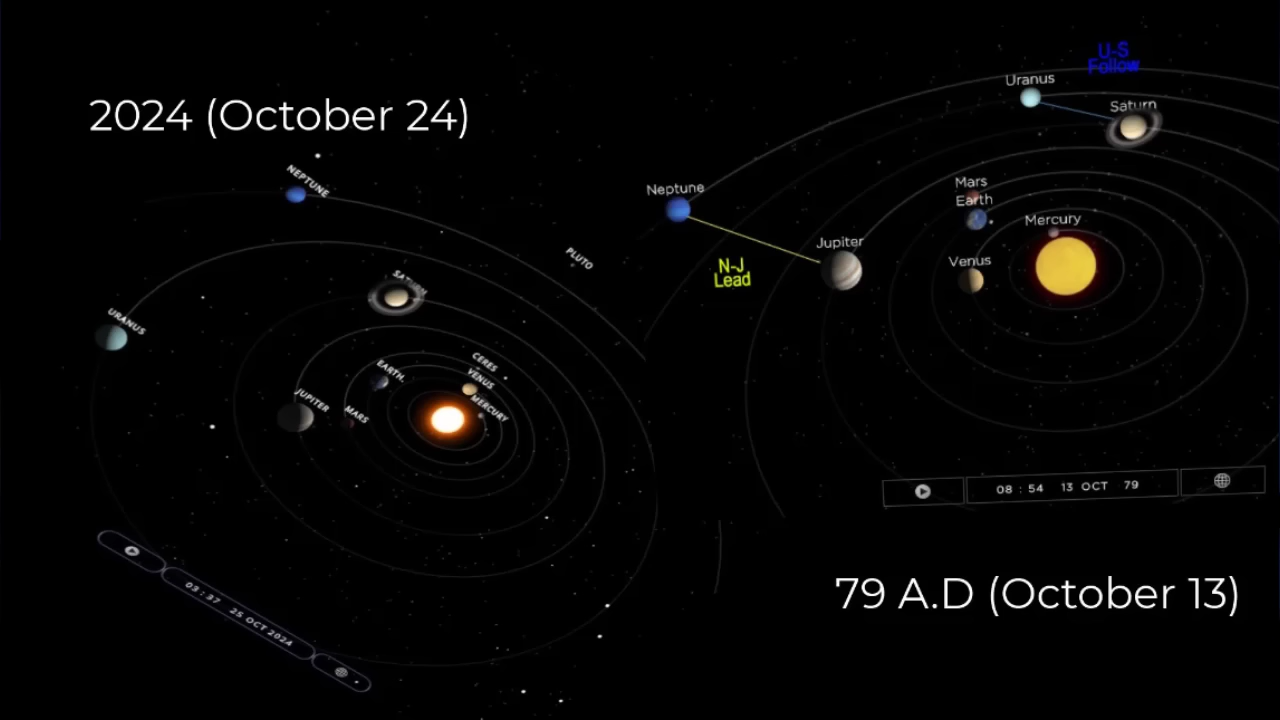 2024 (October 24)
NEPTUNE
PLUTO
SATURN
URANUS
CERES
EARTH.
VENUS
JUPITER
MARS
MERCURY
03 : 37 25 OCT 2024
U-S
Follow
Uranus
Saturn
Neptune
Mars
Earth
Mercury
Jupiter
Venus
N-J
Lead
08 : 54 13 OCT 79
79 A.D (October 13)